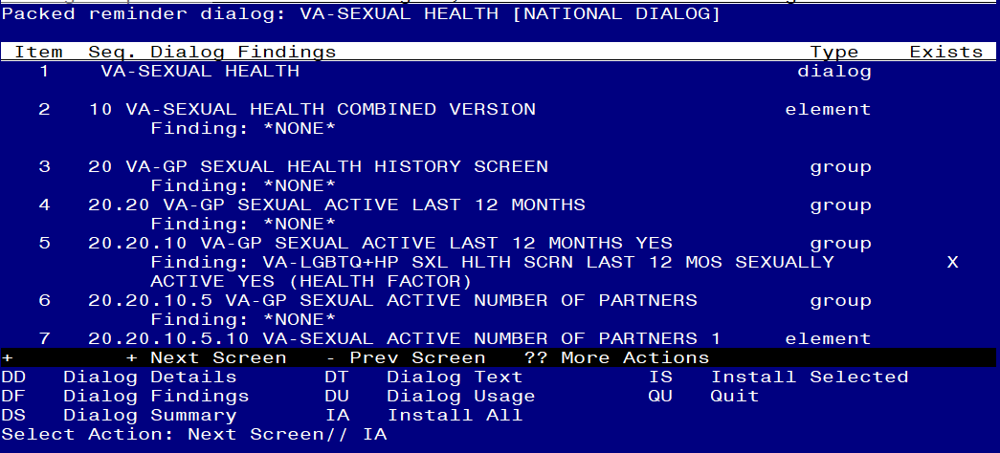 Packed reminder dialog: VA-SEXUAL HEALTH [NATIONAL DIALOG]
Item Seq. Dialog Findings Type Exists
1 VA-SEXUAL HEALTH dialog
2 10 VA-SEXUAL HEALTH COMBINED VERSION element
Finding: *NONE*
3 20 VA-GP SEXUAL HEALTH HISTORY SCREEN group
Finding: *NONE*
4 20.20 VA-GP SEXUAL ACTIVE LAST 12 MONTHS group
Finding: *NONE*
5 20.20.10 VA-GP SEXUAL ACTIVE LAST 12 MONTHS YES group
Finding: VA-LGBTQ+HP SXL HLTH SCRN LAST 12 MOS SEXUALLY X
ACTIVE YES (HEALTH FACTOR)
6 20.20.10.5 VA-GP SEXUAL ACTIVE NUMBER OF PARTNERS group
Finding: *NONE*
7 20.20.10.5.10 VA-SEXUAL ACTIVE NUMBER OF PARTNERS 1 element
+ + Next Screen - Prev Screen ?? More Actions
DD Dialog Details DT Dialog Text IS Install Selected
DF Dialog Findings DU Dialog Usage QU Quit
DS Dialog Summary IA Install All
Select Action: Next Screen// IA